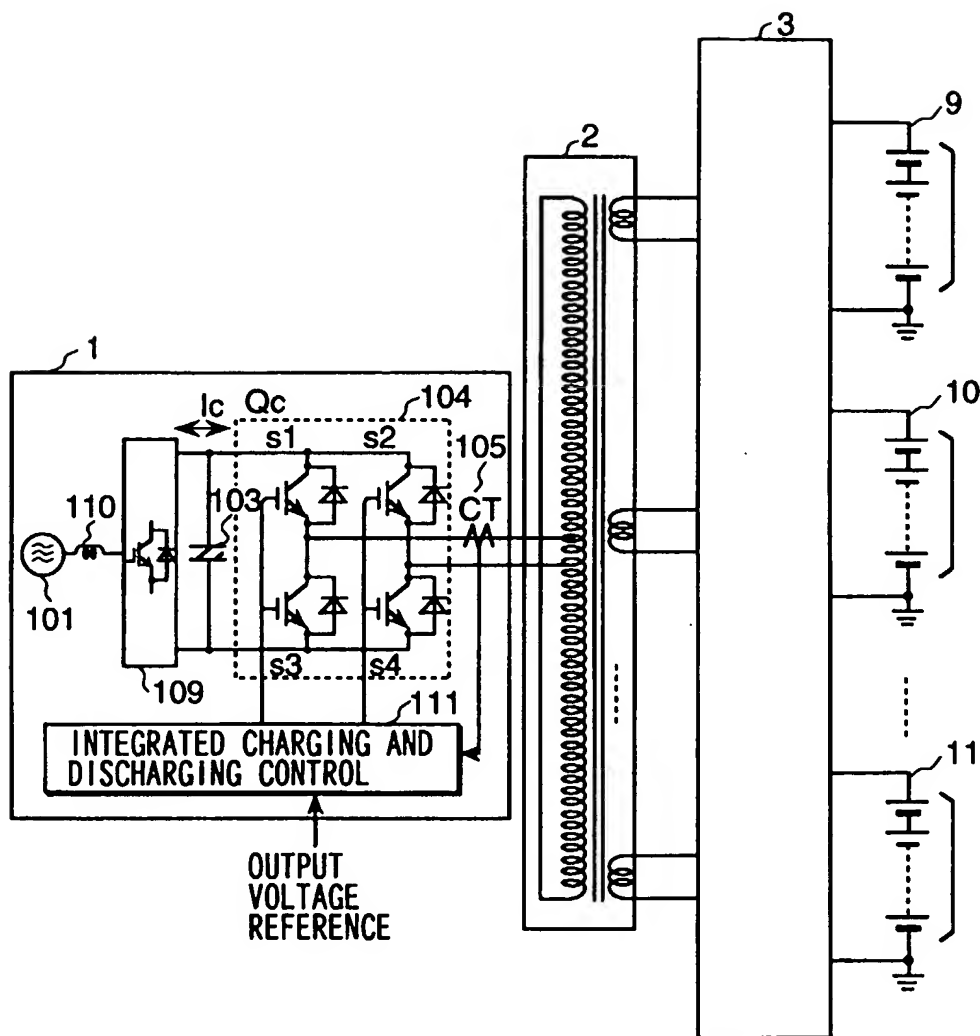 3
9
2
1
Ic
Qc
104
s1
s2
105
CT
110
103
10
101
s3
s4
109
111
INTEGRATED CHARGING AND
DISCHARGING CONTROL
11
OUTPUT
VOLTAGE
REFERENCE